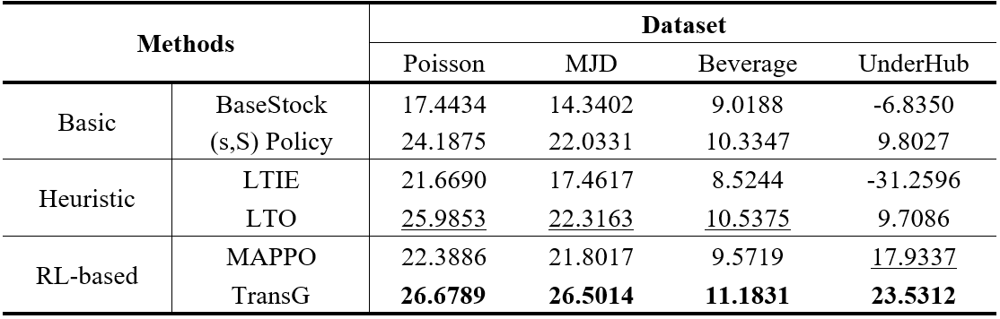 Methods Dataset
Poisson MJD Beverage UnderHub
Basic BaseStock 17.4434 14.3402 9.0188 -6.8350
(s,S) Policy 24.1875 22.0331 10.3347 9.8027
Heuristic LTIE 21.6690 17.4617 8.5244 -31.2596
LTO 25.9853 22.3163 10.5375 9.7086
RL-based MAPPO 22.3886 21.8017 9.5719 17.9337
TransG 26.6789 26.5014 11.1831 23.5312